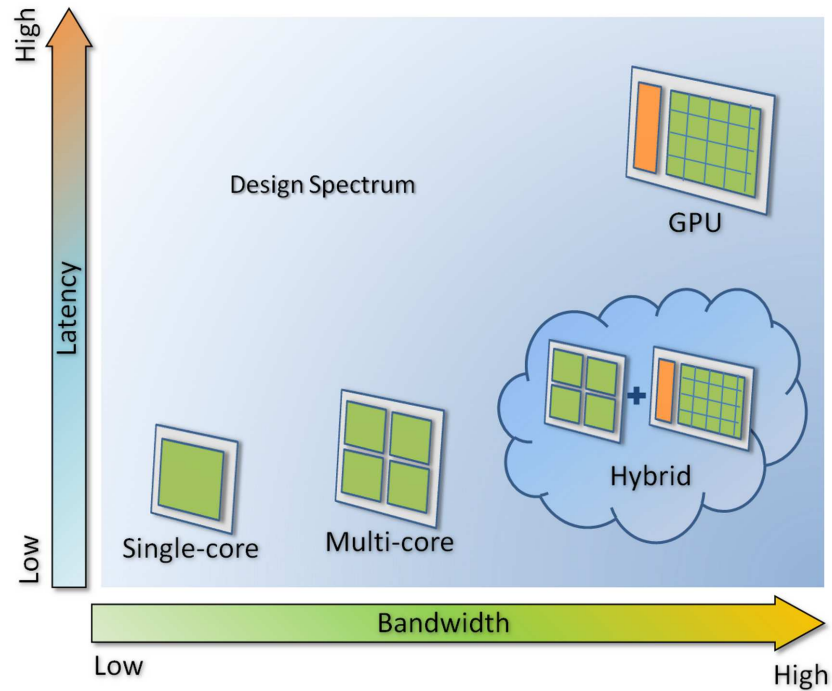 High
Design Spectrum
GPU
Latency
Hybrid
Single-core
Multi-core
Low
Bandwidth
Low
High